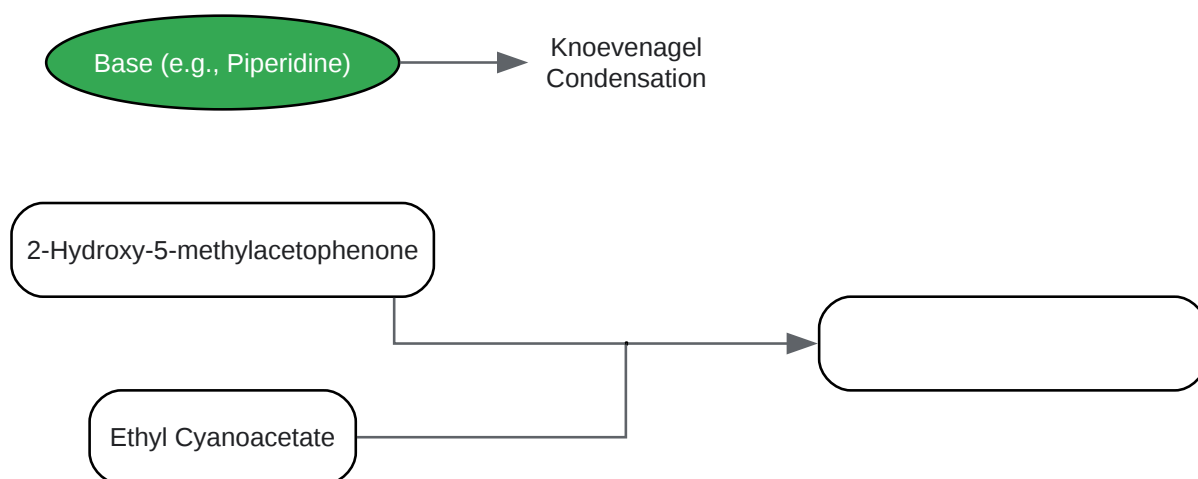 Base (e.g., Piperidine)
Knoevenagel
Condensation
2-Hydroxy-5-methylacetophenone
Ethyl Cyanoacetate